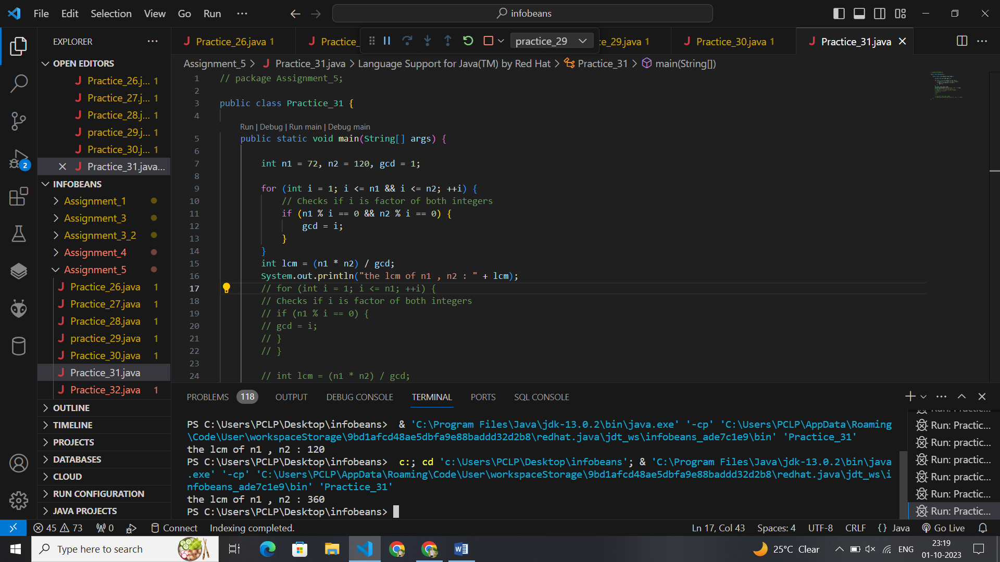 File Edit Selection View Go Run ···
infobeans
EXPLORER
Practice_26.java 1
Practice_
practice_29
ce_29.java 1
Practice_30.java 1
Practice_31.java
OPEN EDITORS
Practice_26.j... 1
Practice_27.j... 1
Practice_28.j... 1
practice_29.j... 1
Practice_30.j... 1
Practice_31.java...
INFOBEANS
Assignment_1
Assignment_3
Assignment_3_2
Assignment_4
Assignment_5
Practice_26.java 1
Practice_27.java 1
Practice_28.java 1
practice_29.java 1
Practice_30.java 1
Practice_31.java
Practice_32.java 1
OUTLINE
TIMELINE
PROJECTS
DATABASES
CLOUD
RUN CONFIGURATION
JAVA PROJECTS
2
Assignment_5 > Practice_31.java > Language Support for Java(TM) by Red Hat > Practice_31 > main(String[])
1 // package Assignment_5;
2
3 public class Practice_31 {
4
Run | Debug | Run main | Debug main
5 public static void main(String[] args) {
6
7 int n1 = 72, n2 = 120, gcd = 1;
8
9 for (int i = 1; i <= n1 && i <= n2; ++i) {
10 // Checks if i is factor of both integers
11 if (n1 % i == 0 && n2 % i == 0) {
12 gcd = i;
13 }
14 }
15 int lcm = (n1 * n2) / gcd;
16 System.out.println("the lcm of n1 , n2 : " + lcm);
17 // for (int i = 1; i <= n1; ++i) {
18 // Checks if i is factor of both integers
19 // if (n1 % i == 0) {
20 // gcd = i;
21 // }
22 // }
23
24 // int lcm = (n1 * n2) / gcd;
PROBLEMS 118 OUTPUT DEBUG CONSOLE TERMINAL PORTS SQL CONSOLE
PS C:\Users\PCLP\Desktop\infobeans>  & 'C:\Program Files\Java\jdk-13.0.2\bin\java.exe' '-cp' 'C:\Users\PCLP\AppData\Roaming
\Code\User\workspaceStorage\9bd1afcd48ae5dbfa9e88baddd32d2b8\redhat.java\jdt_ws\infobeans_ade7c1e9\bin' 'Practice_31'
the lcm of n1 , n2 : 120
PS C:\Users\PCLP\Desktop\infobeans>  c:; cd 'c:\Users\PCLP\Desktop\infobeans'; & 'C:\Program Files\Java\jdk-13.0.2\bin\java
.exe' '-cp' 'C:\Users\PCLP\AppData\Roaming\Code\User\workspaceStorage\9bd1afcd48ae5dbfa9e88baddd32d2b8\redhat.java\jdt_ws\i
nfobeans_ade7c1e9\bin' 'Practice_31'
the lcm of n1 , n2 : 360
PS C:\Users\PCLP\Desktop\infobeans>
Run: Practic...
Run: practic...
Run: practic...
Run: practic...
Run: Practic...
Run: Practic...
45 73 0 Connect Indexing completed.
Ln 17, Col 43 Spaces: 4 UTF-8 CRLF {} Java Go Live
Type here to search
25°C Clear ENG
23:19
01-10-2023